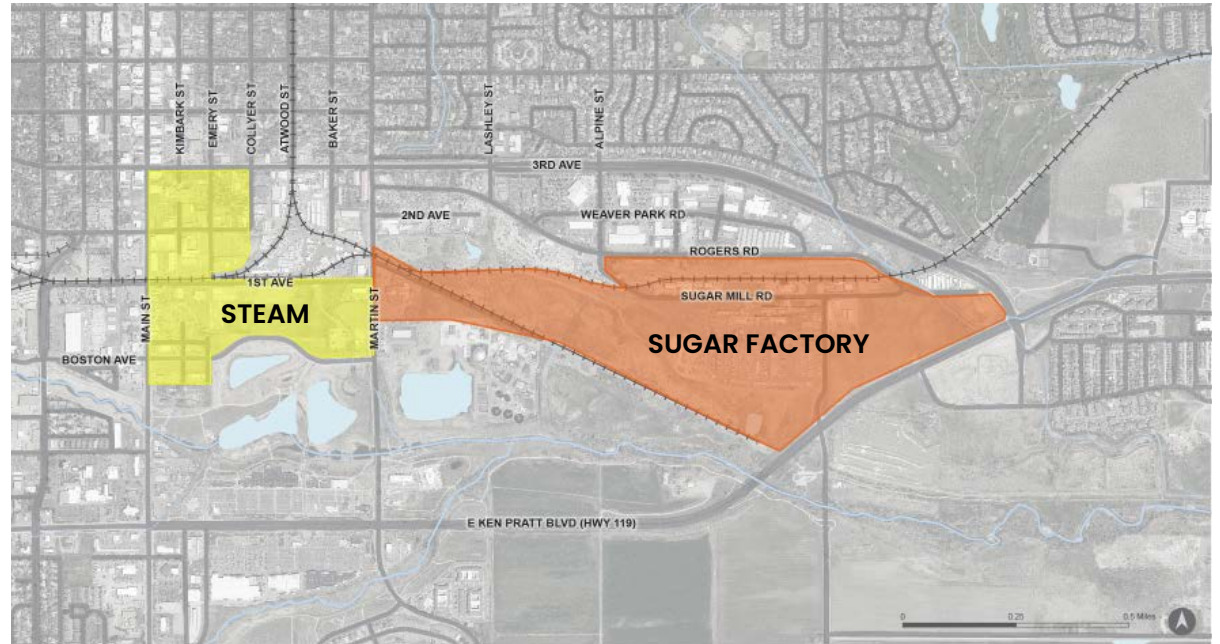 KIMBARK ST
EMERY ST
COLLYER ST
ATWOOD ST
BAKER ST
LASHLEY ST
ALPINE ST
3RD AVE
2ND AVE
WEAVER PARK RD
ROGERS RD
1ST AVE
SUGAR MILL RD
MAIN ST
STEAM
MARTIN ST
SUGAR FACTORY
BOSTON AVE
E KEN PRATT BLVD (HWY 119)
0 0.25 0.5 Miles